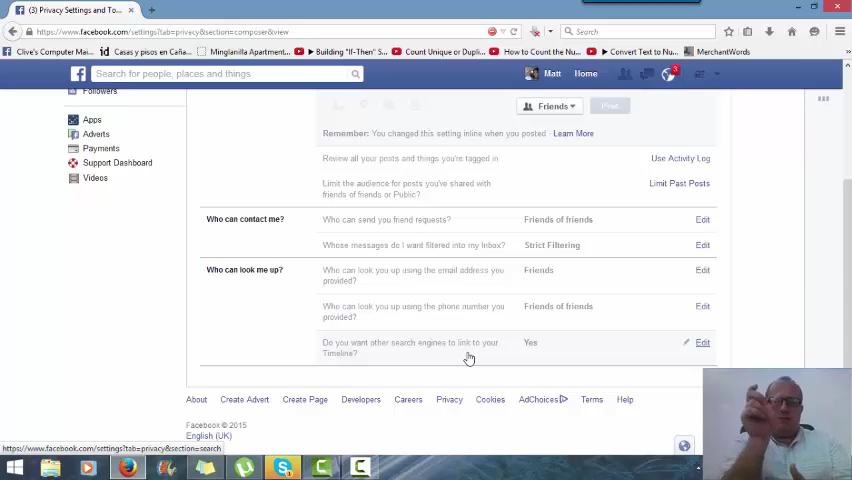 (3) Privacy Settings and To...
https://www.facebook.com/settings?tab=privacy&section=composer&view
Search
Clive's Computer Mai...
Casas y pisos en Caña...
Minglanilla Apartment...
Building "If-Then" S...
Count Unique or Dupl...
How to Count the Nu...
Convert Text to Nu...
MerchantWords
Search for people, places and things
Matt
Home
3
Followers
Friends
Post
Apps
Adverts
Payments
Support Dashboard
Videos
Remember: You changed this setting inline when you posted
Learn More
Review all your posts and things you're tagged in
Use Activity Log
Limit the audience for posts you've shared with
friends of friends or Public?
Limit Past Posts
Who can contact me?
Who can send you friend requests?
Friends of friends
Edit
Whose messages do I want filtered into my Inbox?
Strict Filtering
Edit
Who can look me up?
Who can look you up using the email address you
provided?
Friends
Edit
Who can look you up using the phone number you
provided?
Friends of friends
Edit
Do you want other search engines to link to your
Timeline?
Yes
Edit
About
Create Advert
Create Page
Developers
Careers
Privacy
Cookies
AdChoices
Terms
Help
Facebook © 2015
English (UK)
https://www.facebook.com/settings?tab=privacy&section=search